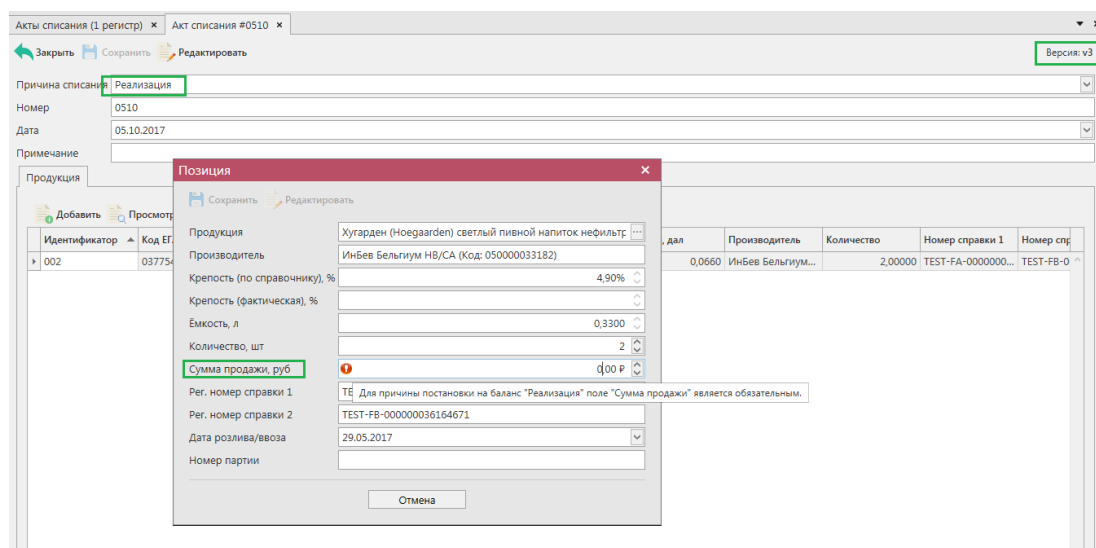 Акты списания (1 регистр) × Акт списания #0510 ×
Закрыть Сохранить Редактировать Версия: v3
Причина списания Реализация
Номер 0510
Дата 05.10.2017
Примечание
Продукция
Добавить Просмотр
Идентификатор Код ЕГ , дал Производитель Количество Номер справки 1 Номер спр
002 03775 0,0660 ИнБев Бельгиум... 2,00000 TEST-FA-0000000... TEST-FB-0
Позиция ×
Сохранить Редактировать
Продукция Хугарден (Hoegaarden) светлый пивной напиток нефильтр ...
Производитель ИнБев Бельгиум НВ/СА (Код: 050000033182)
Крепость (по справочнику), % 4,90%
Крепость (фактическая), %
Ёмкость, л 0,3300
Количество, шт 2
Сумма продажи, руб 0,00 ₽
Рег. номер справки 1 TE Для причины постановки на баланс "Реализация" поле "Сумма продажи" является обязательным.
Рег. номер справки 2 TEST-FB-000000036164671
Дата розлива/ввоза 29.05.2017
Номер партии
Отмена